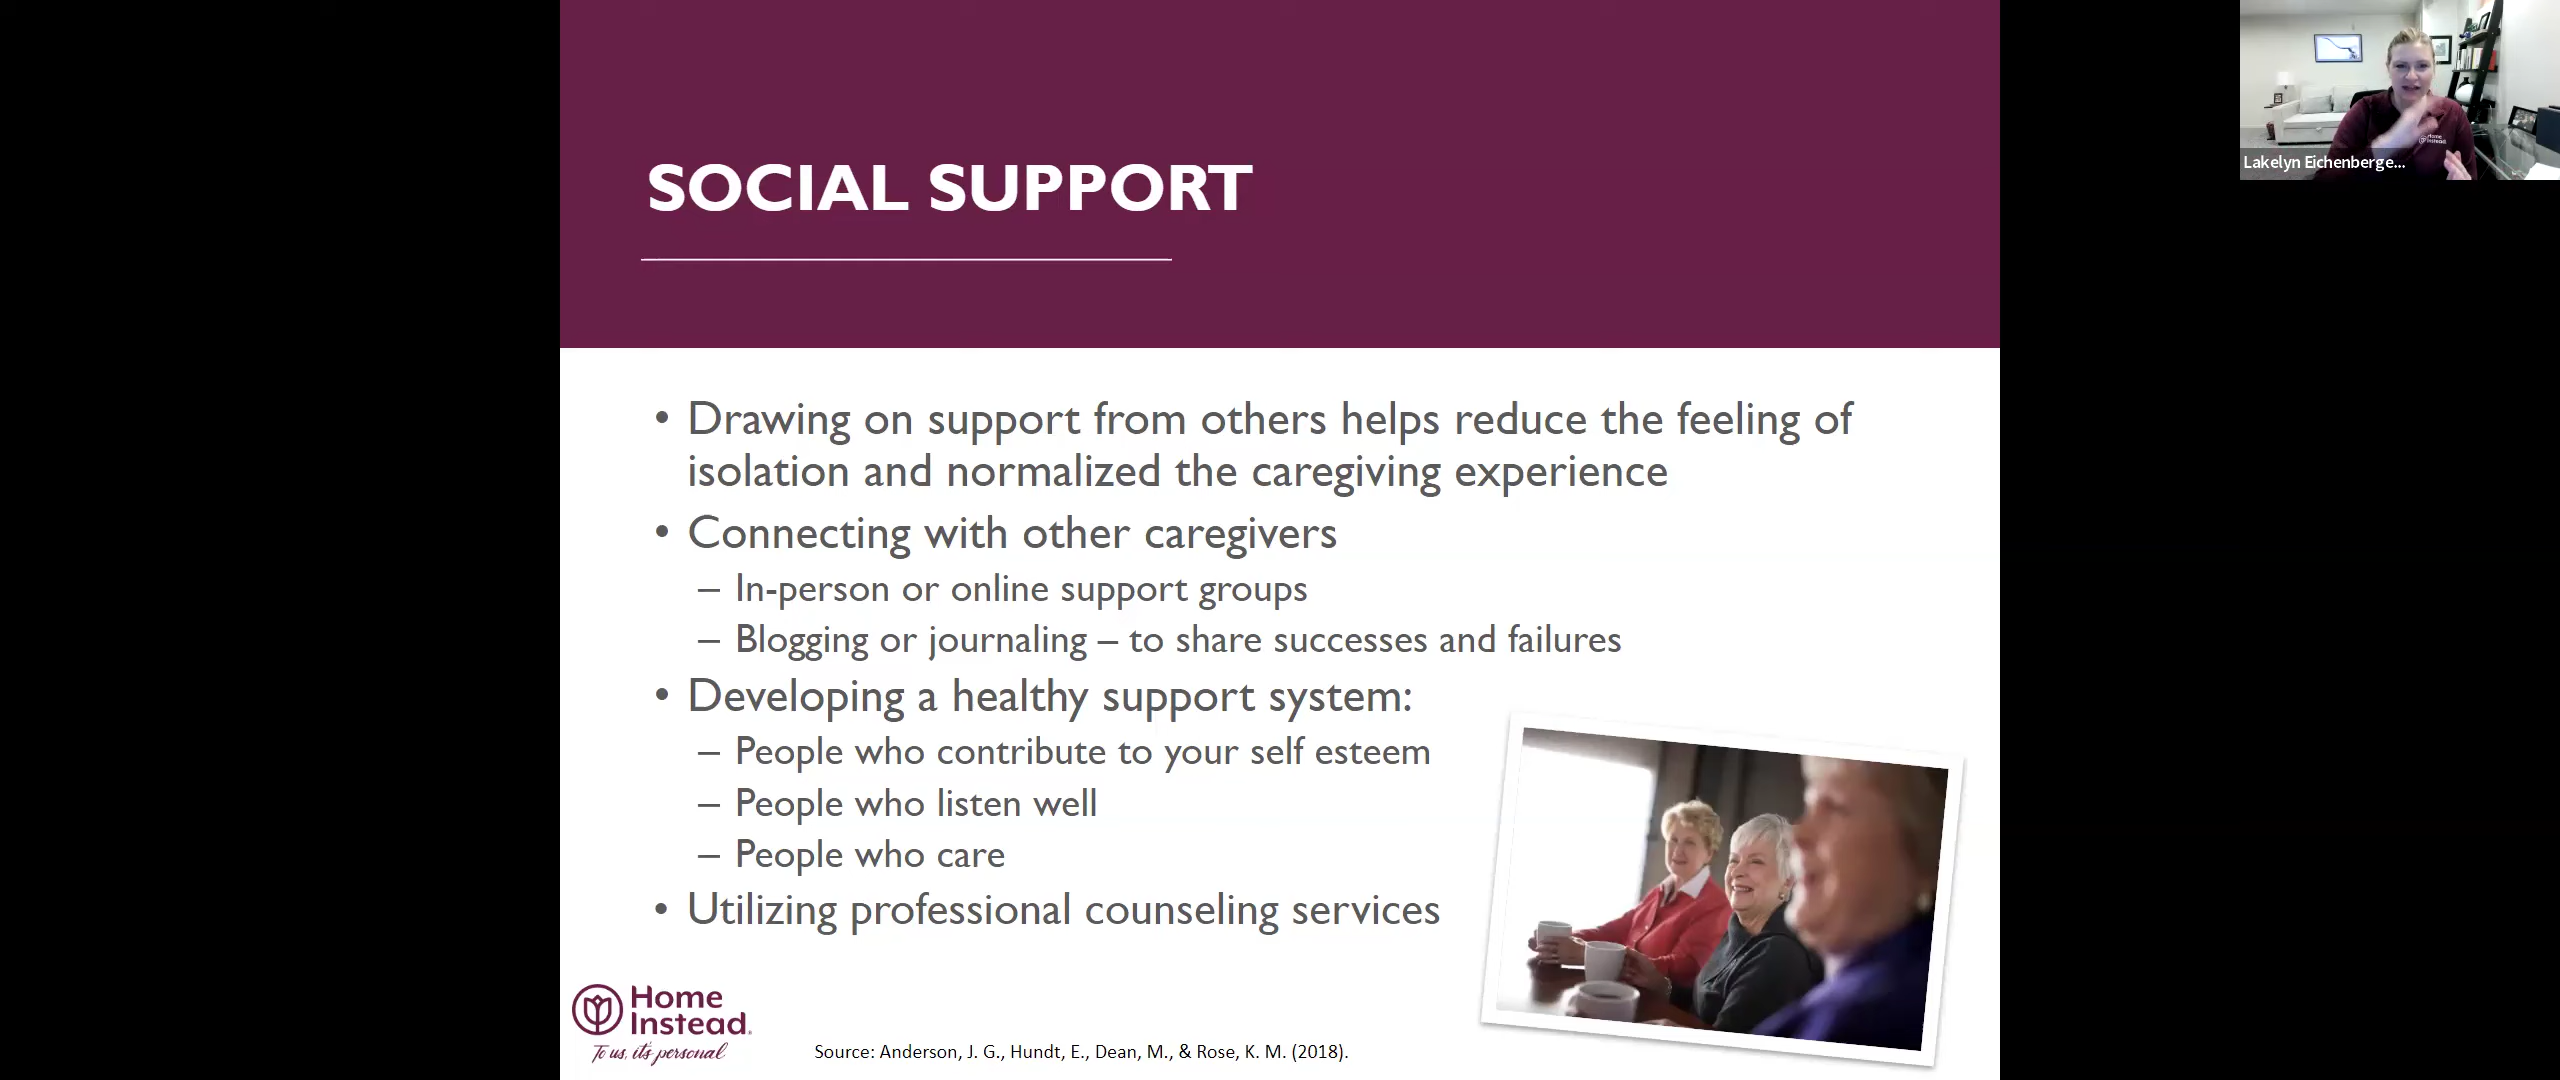 SOCIAL SUPPORT
Lakelyn Eichenberge...
Home
Instead
• Drawing on support from others helps reduce the feeling of
isolation and normalized the caregiving experience
• Connecting with other caregivers
– In-person or online support groups
– Blogging or journaling – to share successes and failures
• Developing a healthy support system:
– People who contribute to your self esteem
– People who listen well
– People who care
• Utilizing professional counseling services
Home
Instead
To us, it's personal
Source: Anderson, J. G., Hundt, E., Dean, M., & Rose, K. M. (2018).